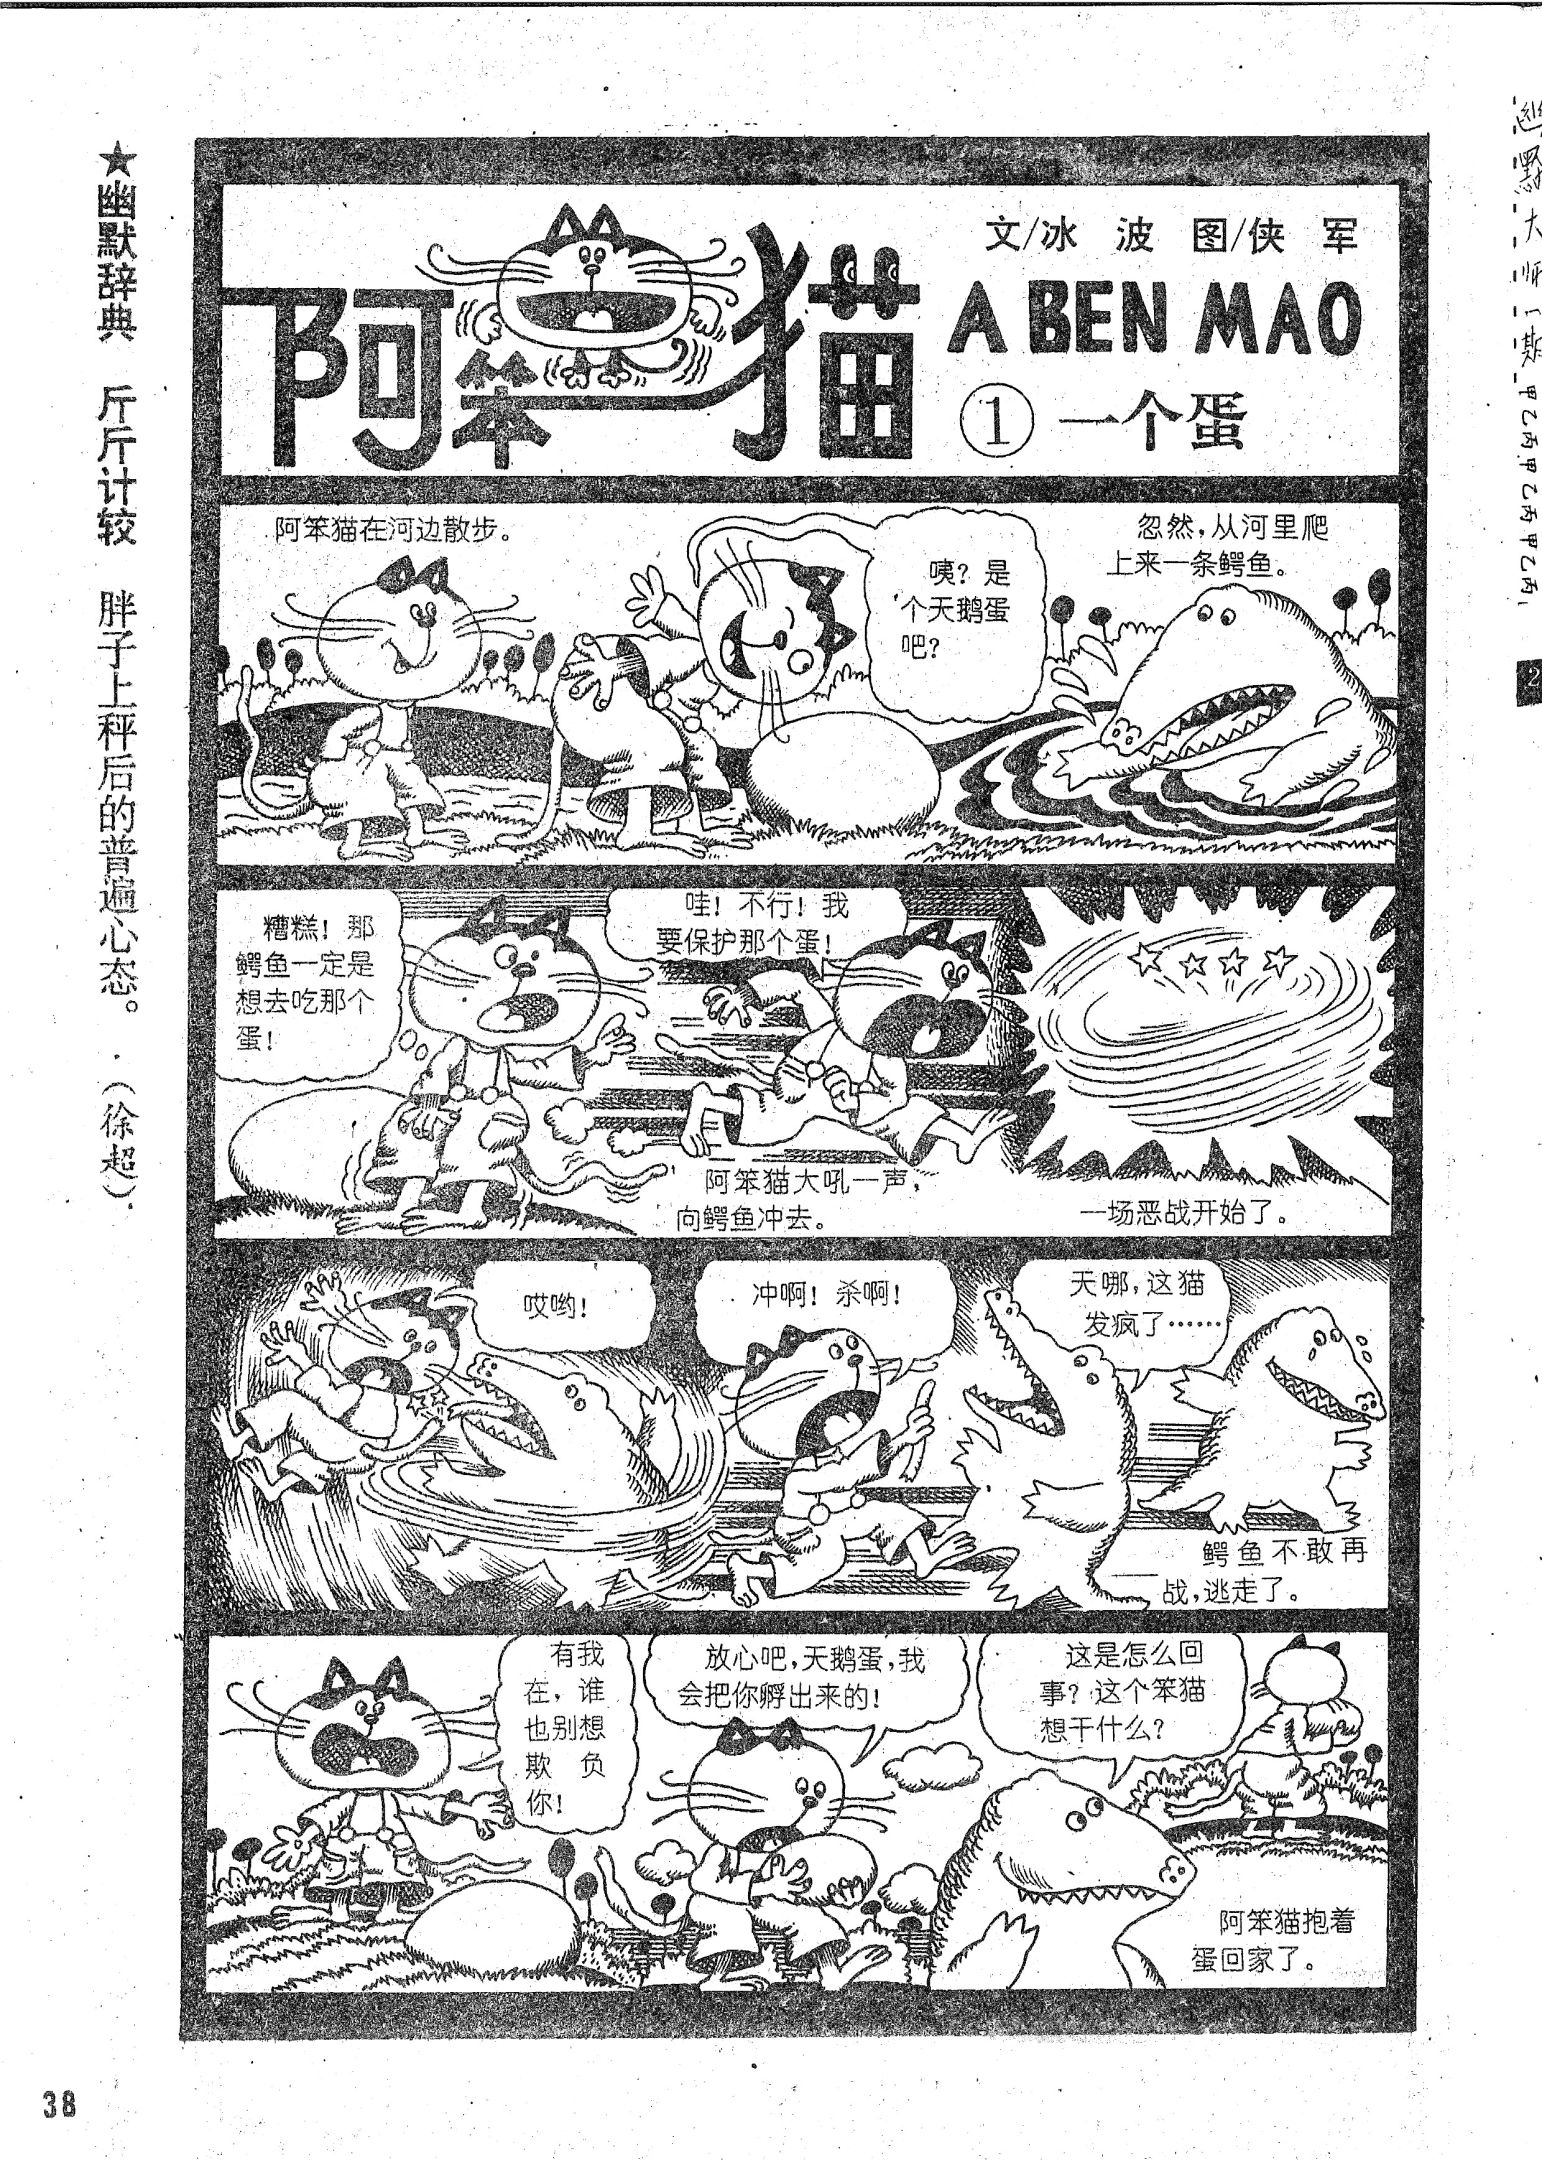 ★幽默辞典　斤斤计较　胖子上秤后的普遍心态。（徐超）
阿笨猫
文/冰　波　图/侠　军
A BEN MAO
①一个蛋
阿笨猫在河边散步。
咦？是
个天鹅蛋
吧？
忽然，从河里爬
上来一条鳄鱼。
糟糕！那
鳄鱼一定是
想去吃那个
蛋！
哇！不行！我
要保护那个蛋！
阿笨猫大吼一声，
向鳄鱼冲去。
一场恶战开始了。
哎哟！
冲啊！杀啊！
天哪，这猫
发疯了……
鳄鱼不敢再
战，逃走了。
有我
在，谁
也别想
欺负
你！
放心吧，天鹅蛋，我
会把你孵出来的！
这是怎么回
事？这个笨猫
想干什么？
阿笨猫抱着
蛋回家了。
38
甲乙丙甲乙丙甲乙丙
2